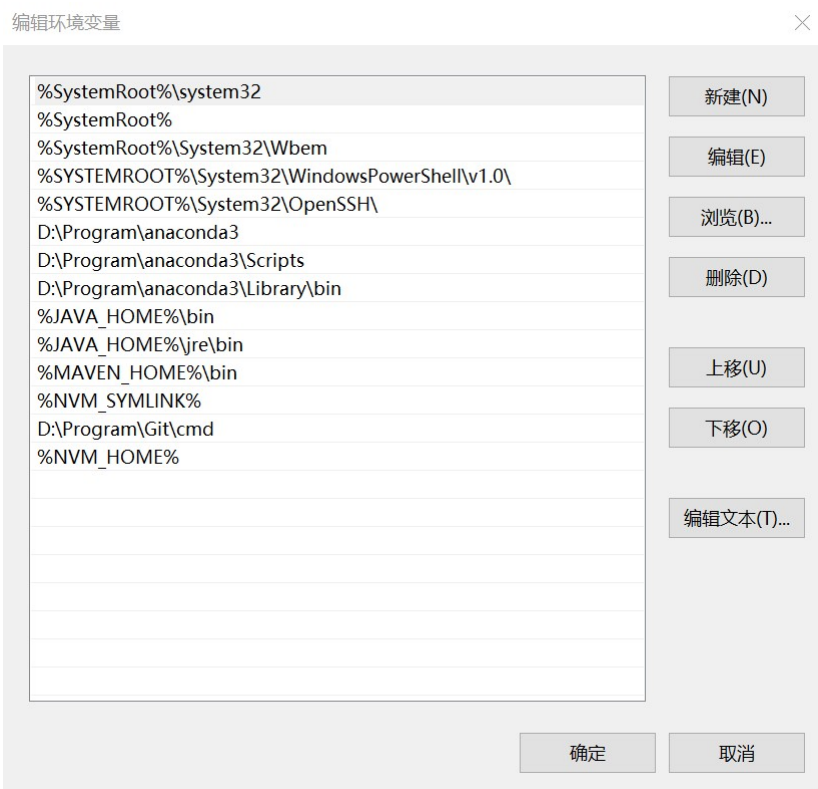 编辑环境变量
%SystemRoot%\system32
%SystemRoot%
%SystemRoot%\System32\Wbem
%SYSTEMROOT%\System32\WindowsPowerShell\v1.0\
%SYSTEMROOT%\System32\OpenSSH\
D:\Program\anaconda3
D:\Program\anaconda3\Scripts
D:\Program\anaconda3\Library\bin
%JAVA_HOME%\bin
%JAVA_HOME%\jre\bin
%MAVEN_HOME%\bin
%NVM_SYMLINK%
D:\Program\Git\cmd
%NVM_HOME%
新建(N)
编辑(E)
浏览(B)...
删除(D)
上移(U)
下移(O)
编辑文本(T)...
确定
取消